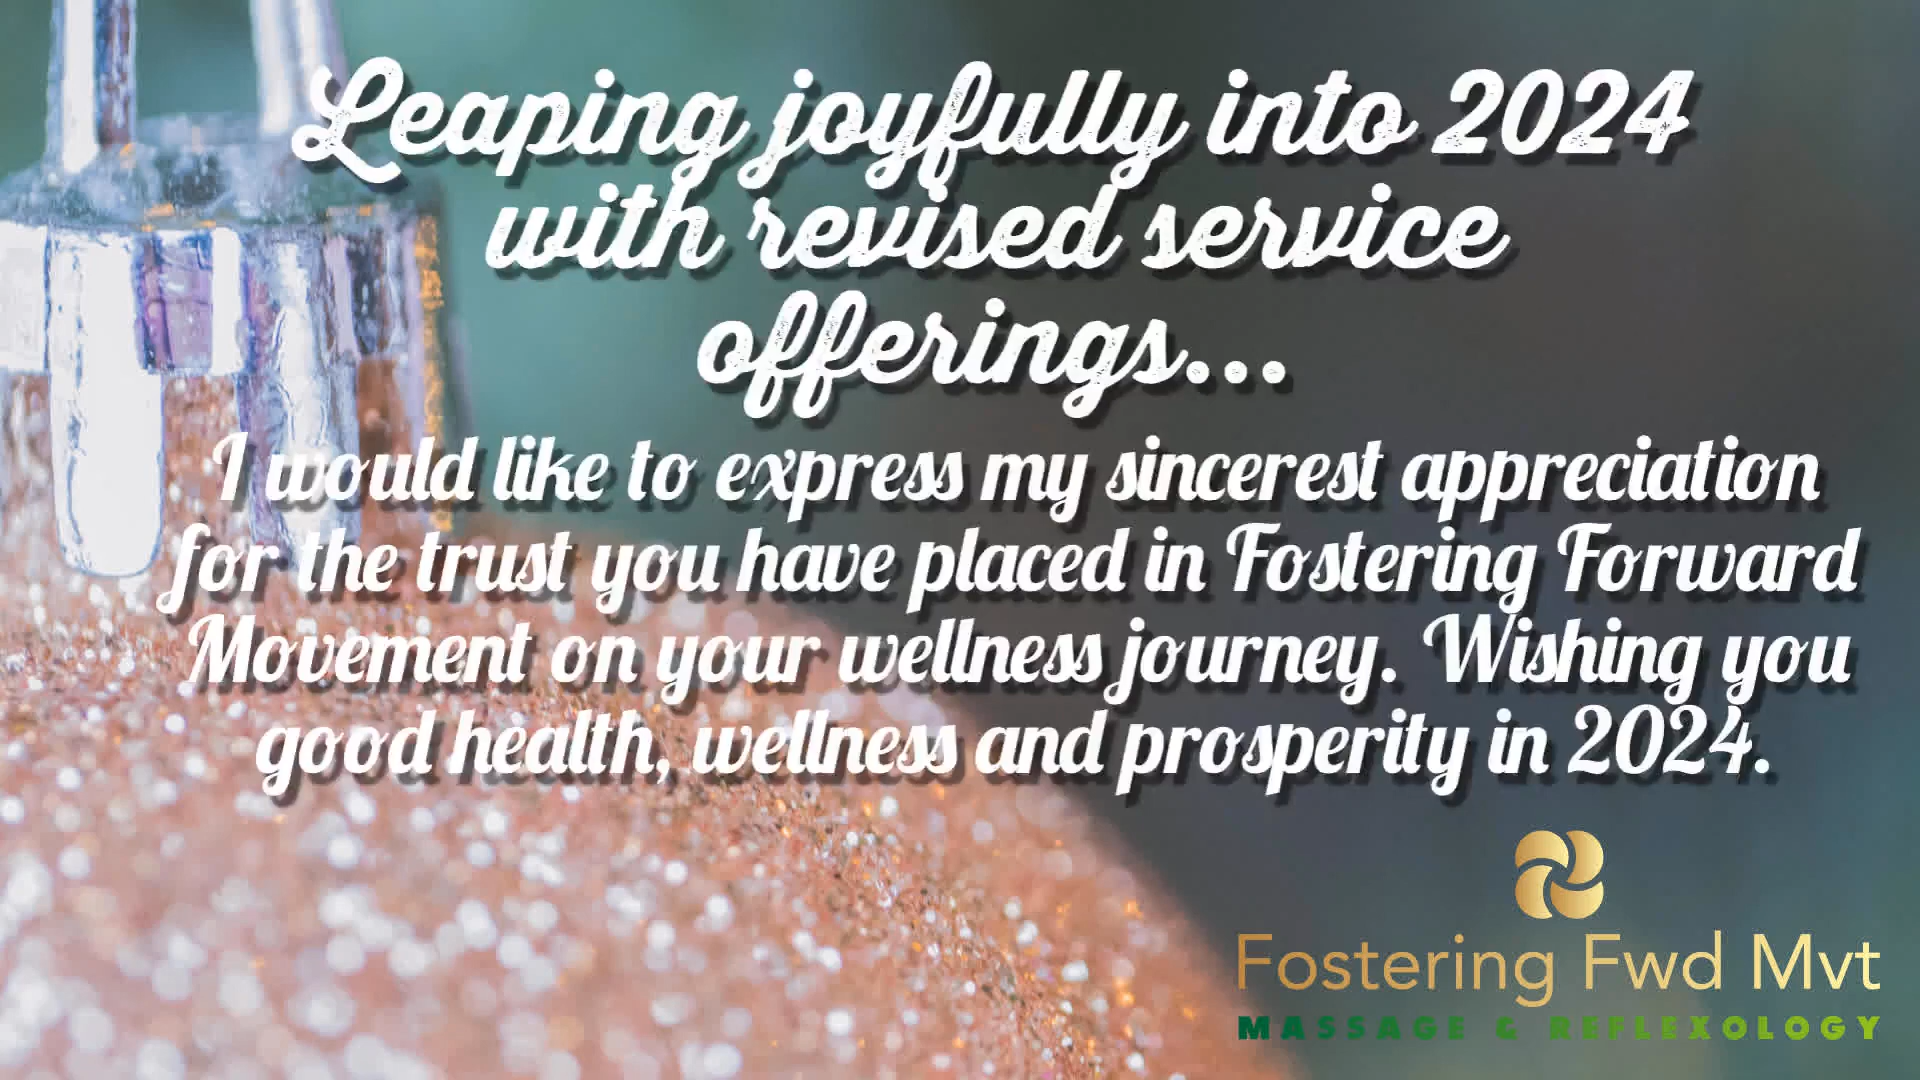 Leaping joyfully into 2024
with revised service
offerings...
I would like to express my sincerest appreciation
for the trust you have placed in Fostering Forward
Movement on your wellness journey. Wishing you
good health, wellness and prosperity in 2024.
Fostering Fwd Mvt
MASSAGE & REFLEXOLOGY